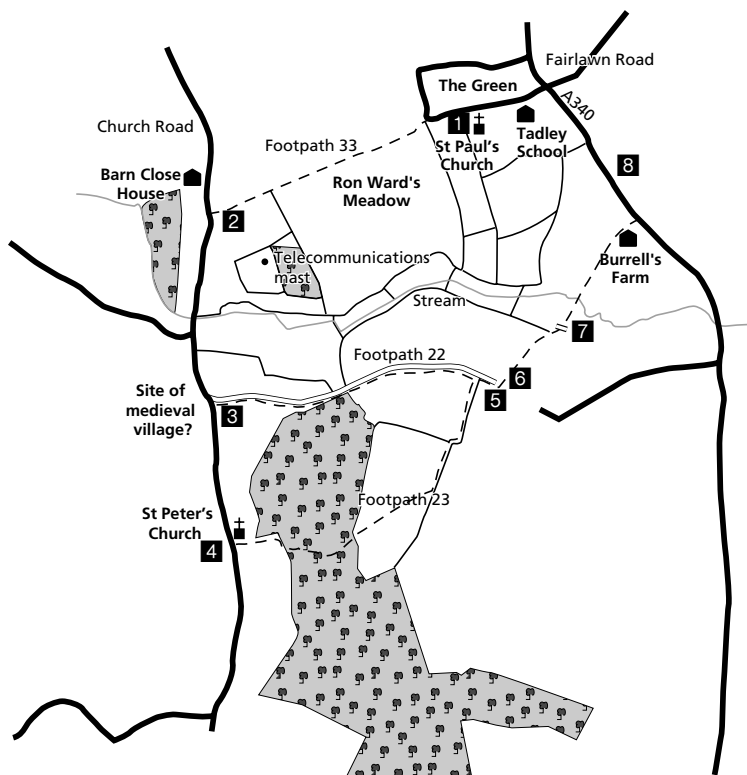 Fairlawn Road
The Green
A340
Church Road
1
Tadley
School
Footpath 33
St Paul's
Church
8
Barn Close
House
Ron Ward's
Meadow
2
Telecommunications
mast
Burrell's
Farm
Stream
7
Footpath 22
6
5
Site of
medieval
village?
3
Footpath 23
St Peter's
Church
4